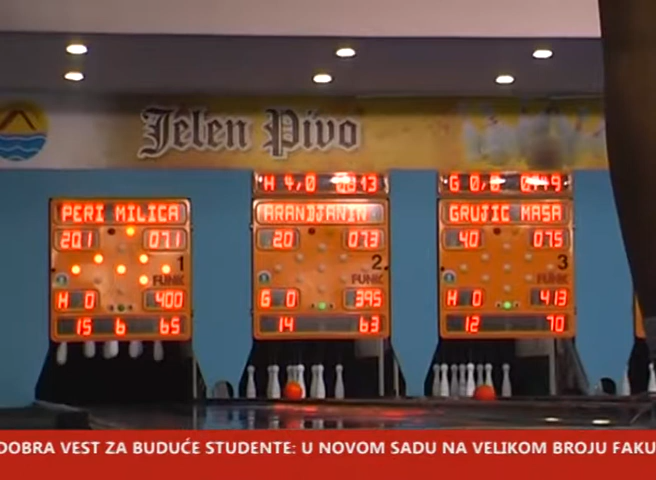 Jelen Pivo
H 4,0 0013
G 0,0
PERI MILICA
ARANDJANIN
GRUJIC MASA
201 071
20 073
40 075
1
2
3
FUNK
FUNK
FUNK
H 0 400
G 0 395
H 0 413
15 6 65
14 63
12 70
DOBRA VEST ZA BUDUĆE STUDENTE: U NOVOM SADU NA VELIKOM BROJU FAKU